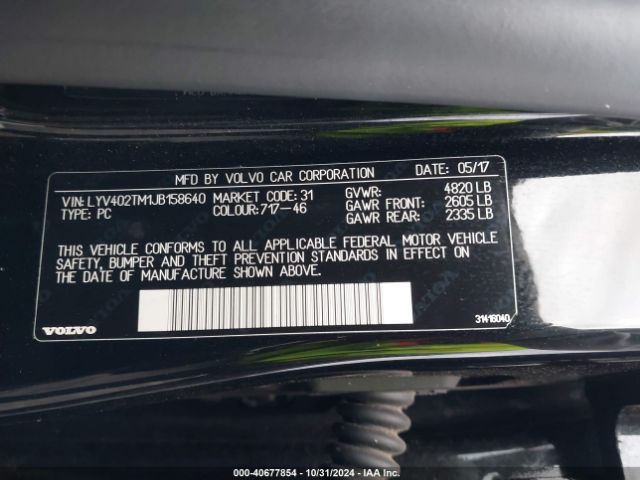 MFD BY VOLVO CAR CORPORATION DATE: 05/17
VIN: LYV402TM1JB158640 MARKET CODE: 31 GVWR: 4820 LB
TYPE: PC COLOUR: 717-46 GAWR FRONT: 2605 LB
GAWR REAR: 2335 LB
THIS VEHICLE CONFORMS TO ALL APPLICABLE FEDERAL MOTOR VEHICLE
SAFETY, BUMPER AND THEFT PREVENTION STANDARDS IN EFFECT ON
THE DATE OF MANUFACTURE SHOWN ABOVE.
VOLVO 31416040
000-40677854 - 10/31/2024 - IAA Inc.